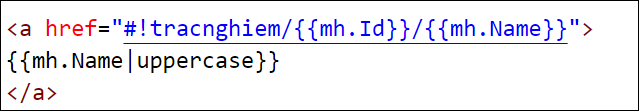 <a href="#!tracnghiem/{{mh.Id}}/{{mh.Name}}">
{{mh.Name|uppercase}}
</a>